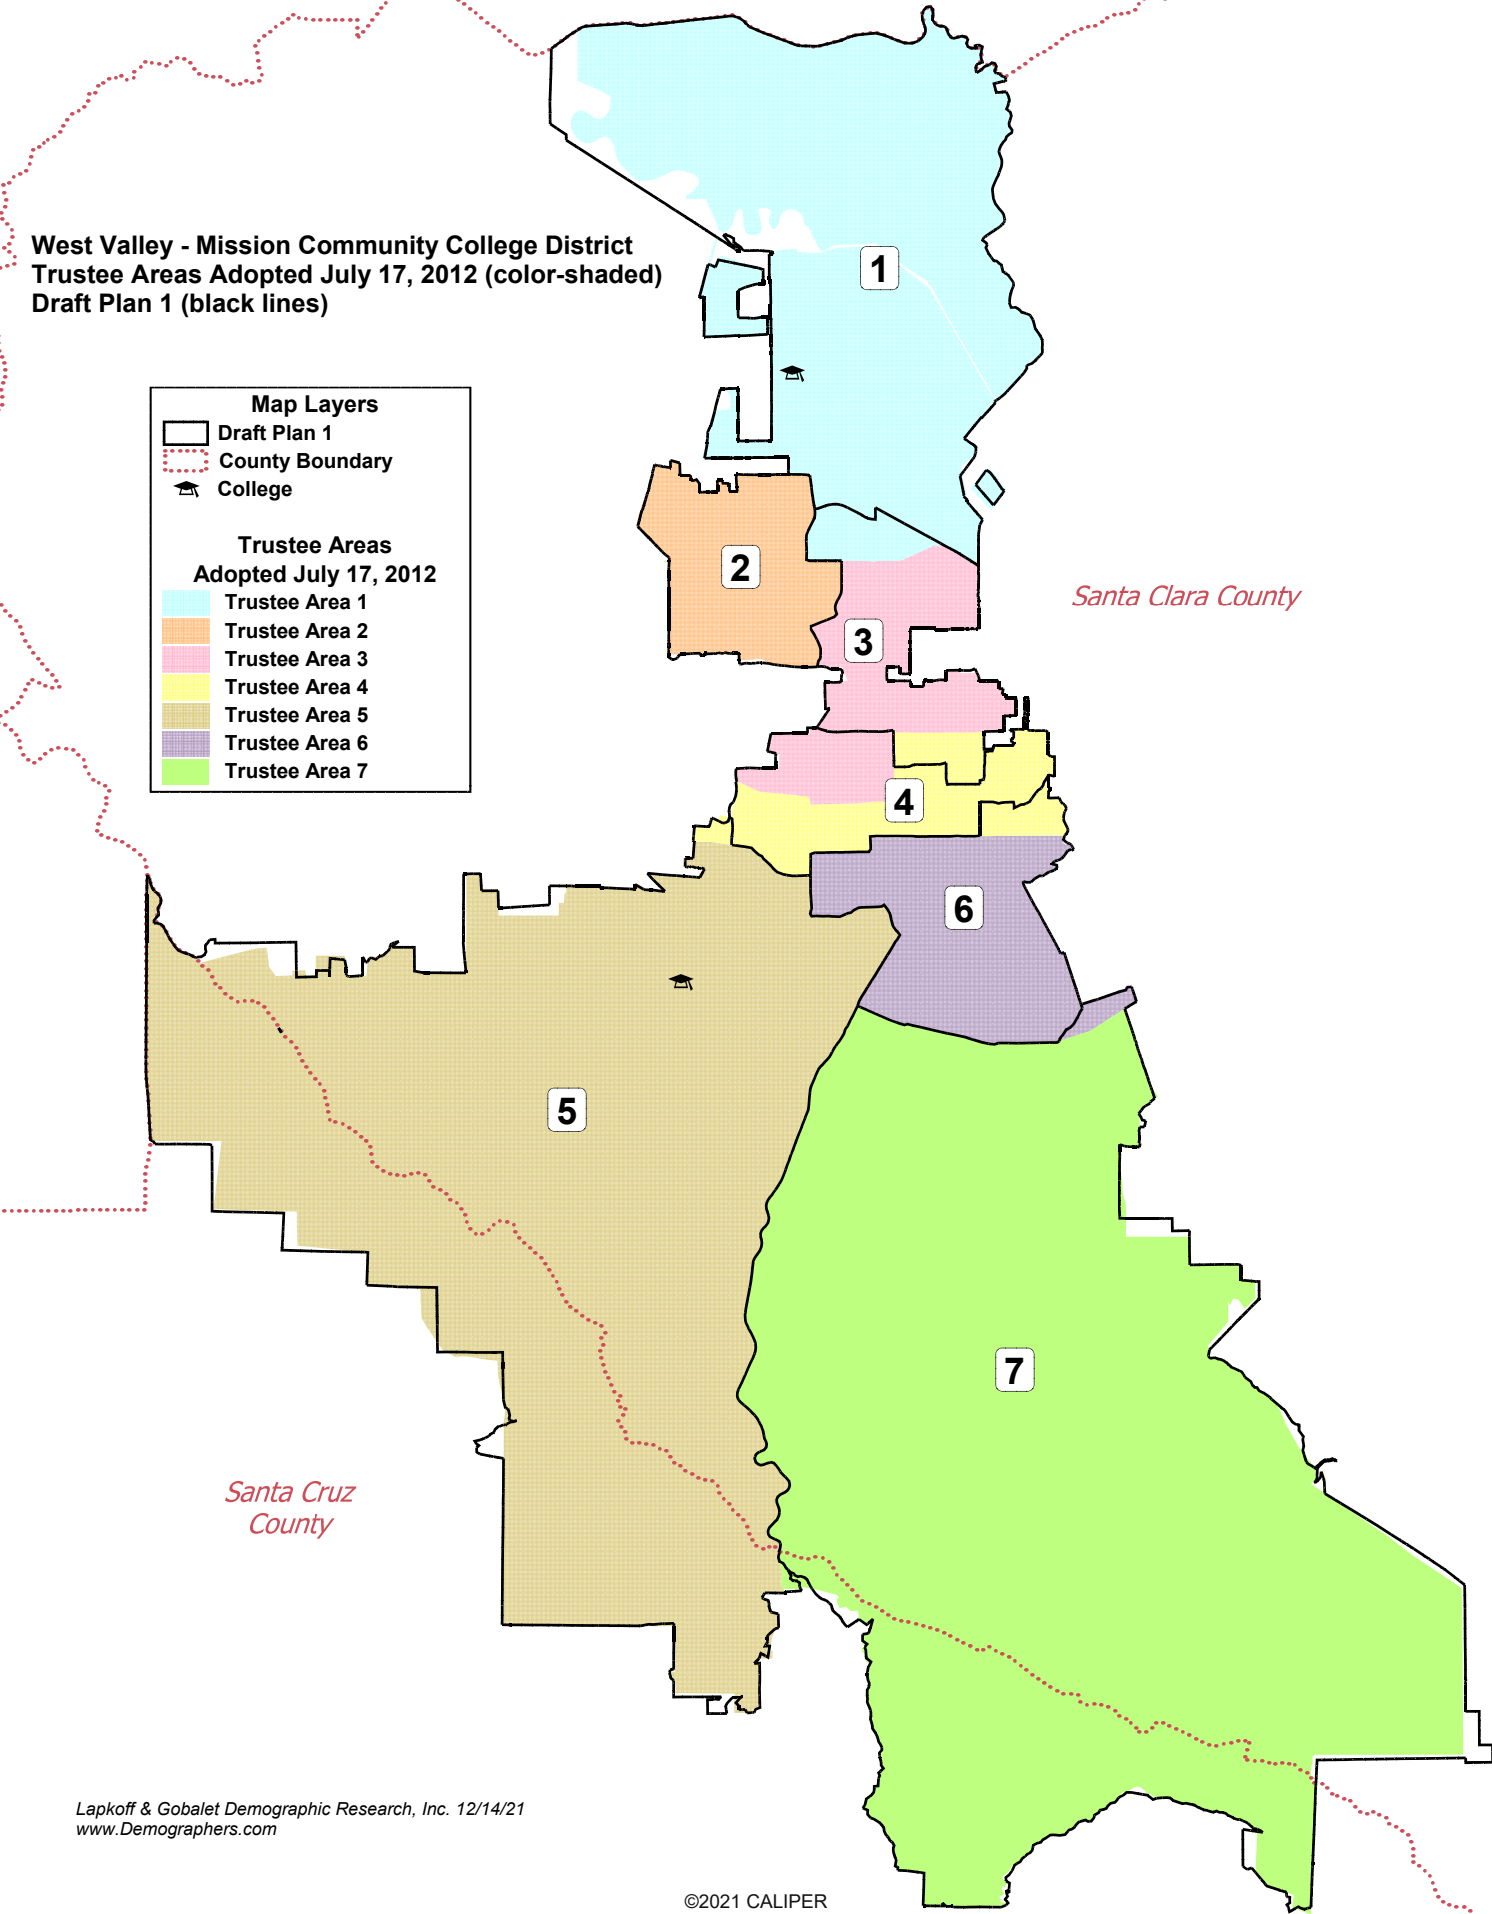 West Valley - Mission Community College District
Trustee Areas Adopted July 17, 2012 (color-shaded)
Draft Plan 1 (black lines)
Map Layers
Draft Plan 1
County Boundary
College
Trustee Areas
Adopted July 17, 2012
Trustee Area 1
Trustee Area 2
Trustee Area 3
Trustee Area 4
Trustee Area 5
Trustee Area 6
Trustee Area 7
1
2
Santa Clara County
3
4
6
5
7
Santa Cruz
County
Lapkoff & Gobalet Demographic Research, Inc. 12/14/21
www.Demographers.com
©2021 CALIPER